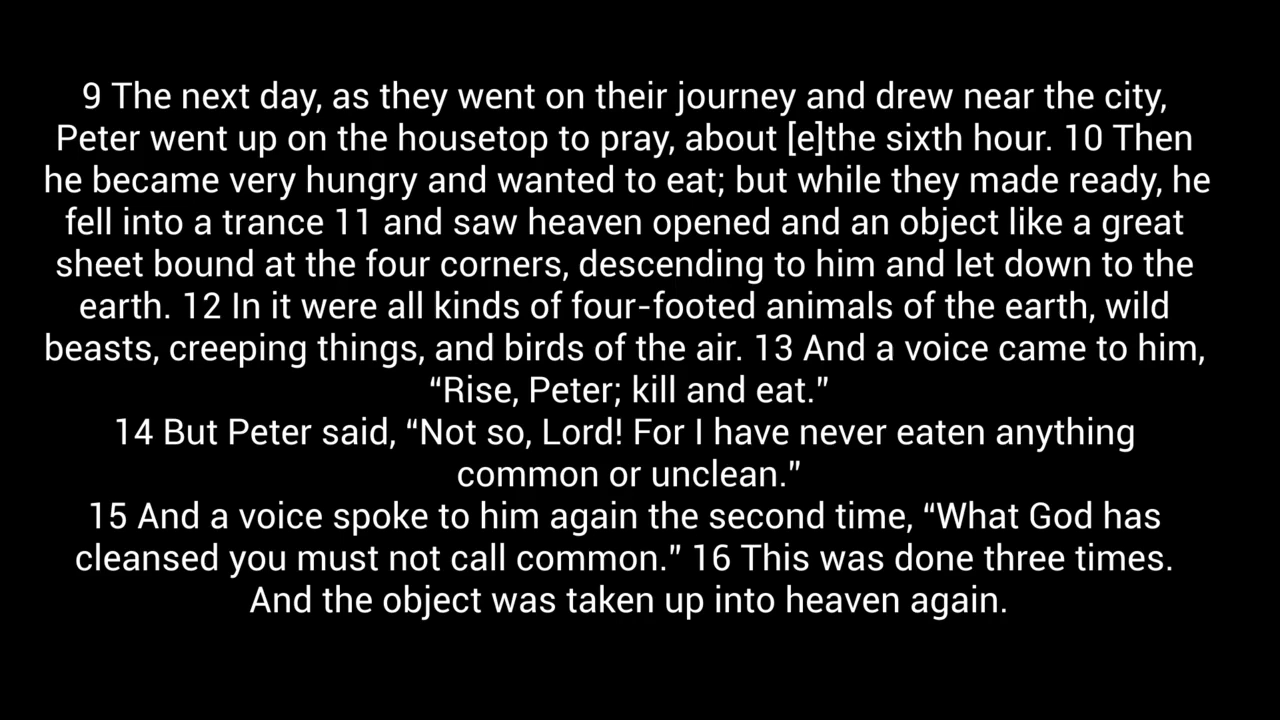 9 The next day, as they went on their journey and drew near the city,
Peter went up on the housetop to pray, about [e]the sixth hour. 10 Then
he became very hungry and wanted to eat; but while they made ready, he
fell into a trance 11 and saw heaven opened and an object like a great
sheet bound at the four corners, descending to him and let down to the
earth. 12 In it were all kinds of four-footed animals of the earth, wild
beasts, creeping things, and birds of the air. 13 And a voice came to him,
“Rise, Peter; kill and eat.”
14 But Peter said, “Not so, Lord! For I have never eaten anything
common or unclean.”
15 And a voice spoke to him again the second time, “What God has
cleansed you must not call common.” 16 This was done three times.
And the object was taken up into heaven again.